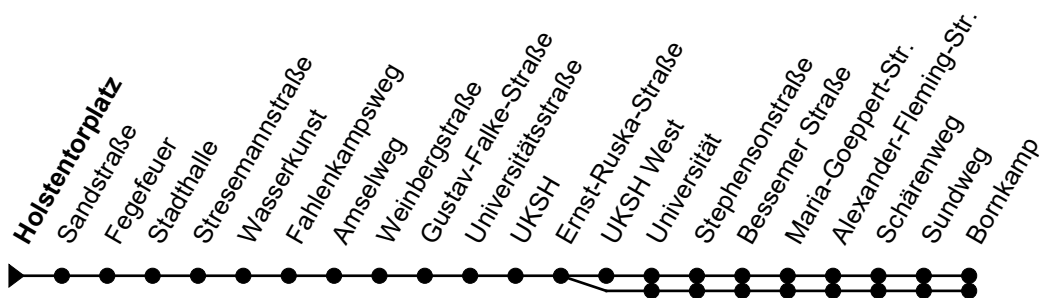 Holstentorplatz
Sandstraße
Fegefeuer
Stadthalle
Stresemannstraße
Wasserkunst
Fahlenkampsweg
Amselweg
Weinbergstraße
Gustav-Falke-Straße
Universitätsstraße
UKSH
Ernst-Ruska-Straße
UKSH West
Universität
Stephensonstraße
Bessemer Straße
Maria-Goeppert-Str.
Alexander-Fleming-Str.
Schärenweg
Sundweg
Bornkamp